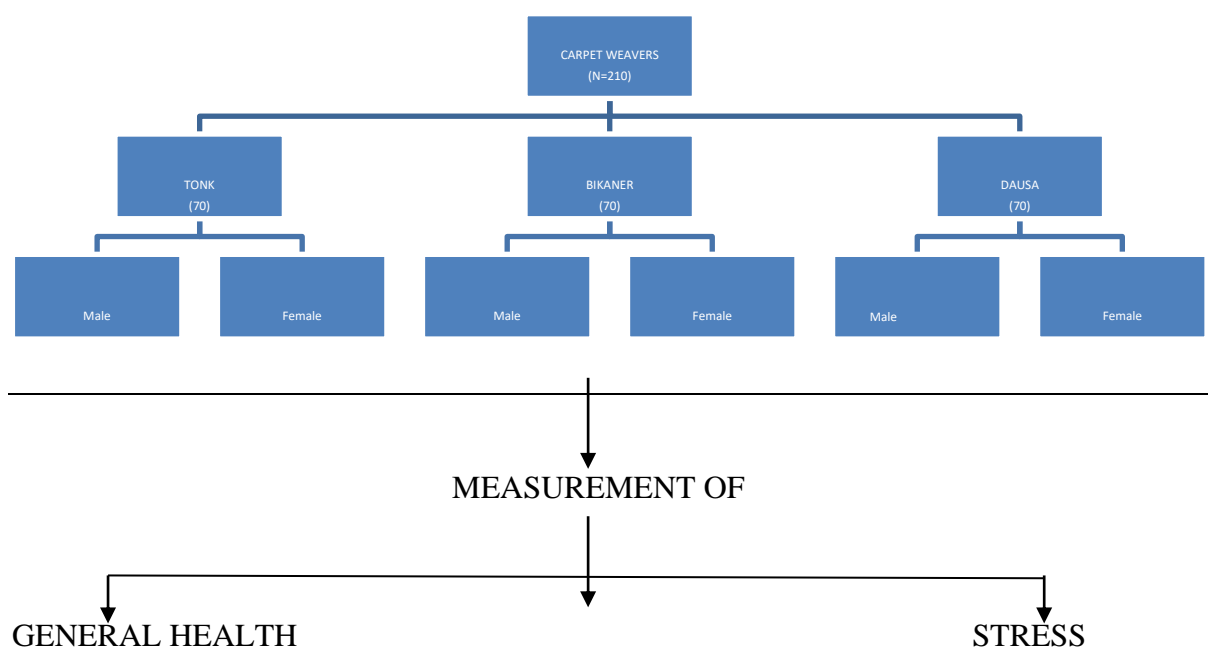 CARPET WEAVERS
(N=210)
TONK
(70)
BIKANER
(70)
DAUSA
(70)
Male
Female
Male
Female
Male
Female
MEASUREMENT OF
GENERAL HEALTH
STRESS